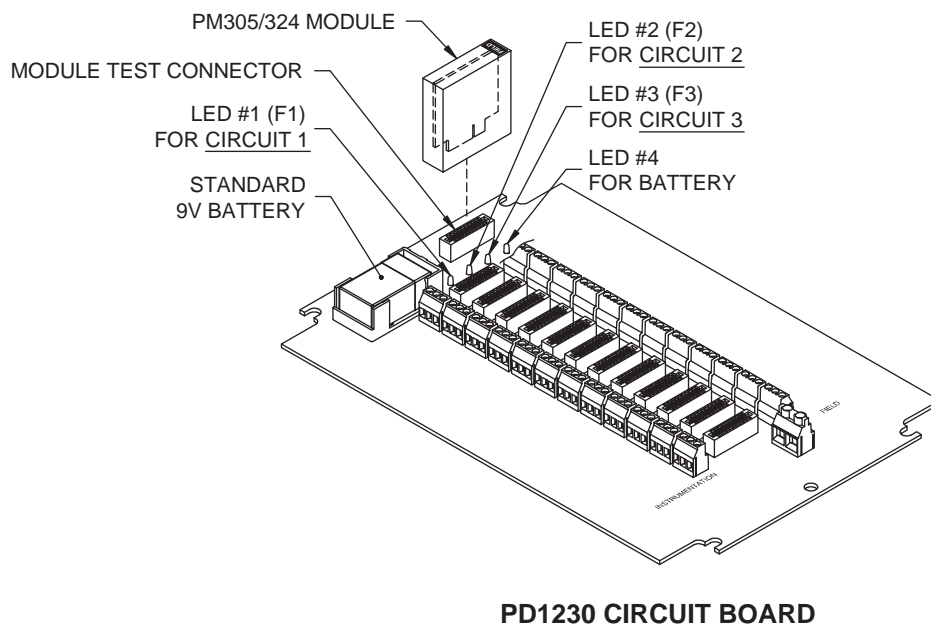 PM305/324 MODULE
MODULE TEST CONNECTOR
LED #1 (F1)
FOR CIRCUIT 1
STANDARD
9V BATTERY
LED #2 (F2)
FOR CIRCUIT 2
LED #3 (F3)
FOR CIRCUIT 3
LED #4
FOR BATTERY
FIELD
INSTRUMENTATION
PD1230 CIRCUIT BOARD